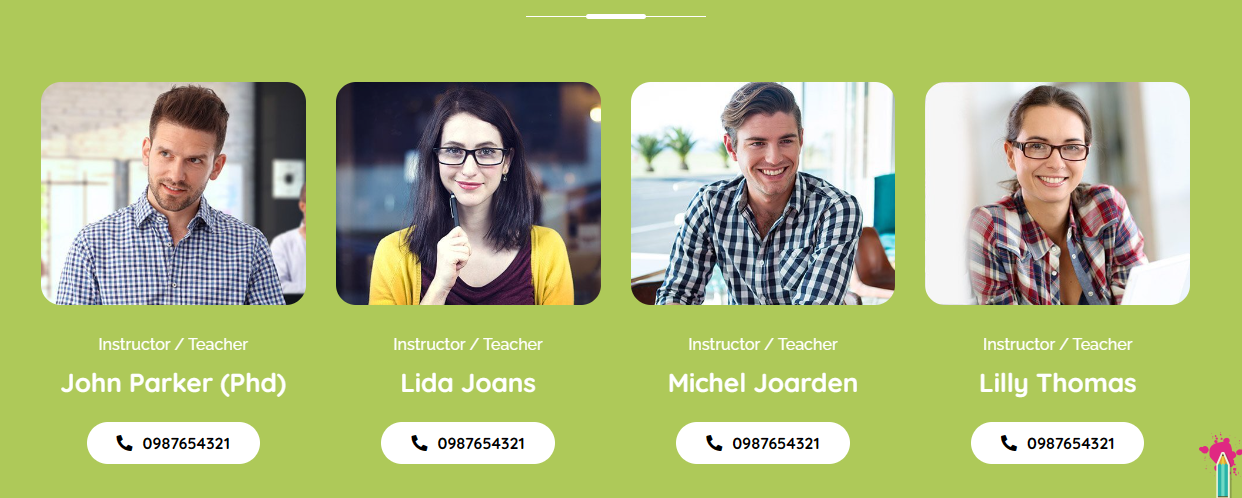 Instructor / Teacher
John Parker (Phd)
0987654321
Instructor / Teacher
Lida Joans
0987654321
Instructor / Teacher
Michel Joarden
0987654321
Instructor / Teacher
Lilly Thomas
0987654321